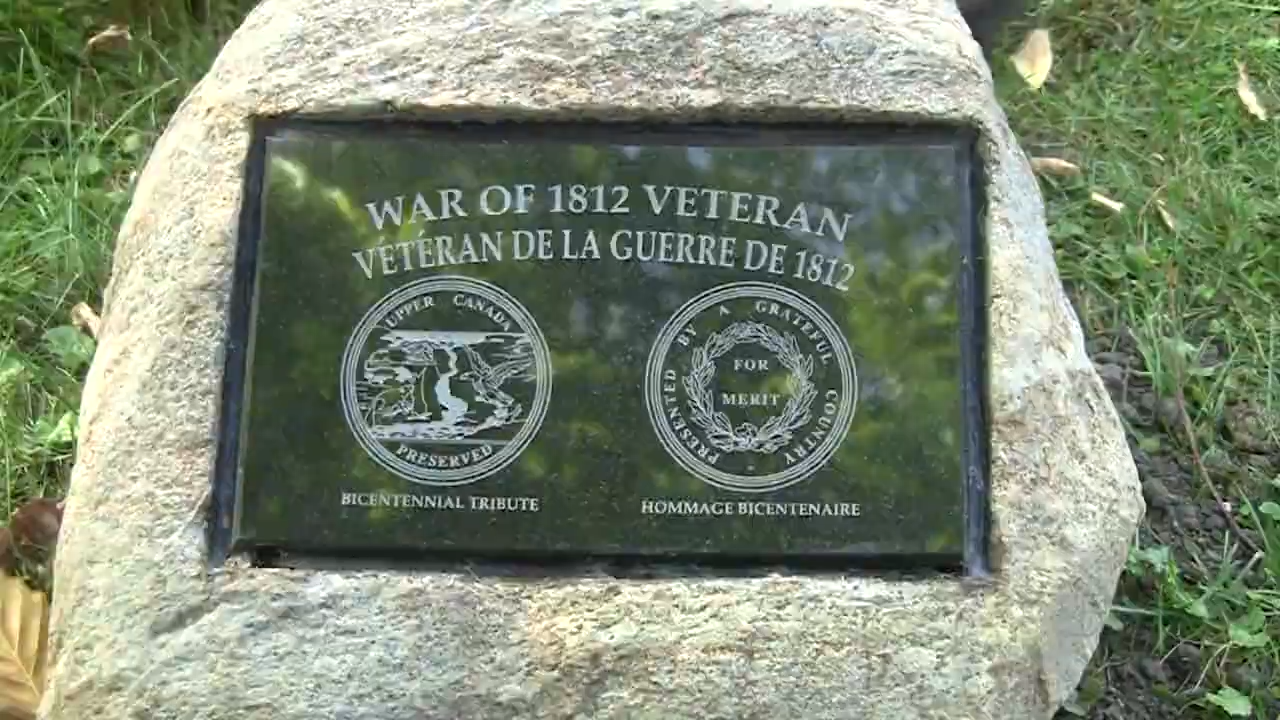 WAR OF 1812 VETERAN
VETÉRAN DE LA GUERRE DE 1812
UPPER CANADA
PRESERVED
PRESENTED BY A GRATEFUL COUNTRY
FOR
MERIT
BICENTENNIAL TRIBUTE
HOMMAGE BICENTENAIRE